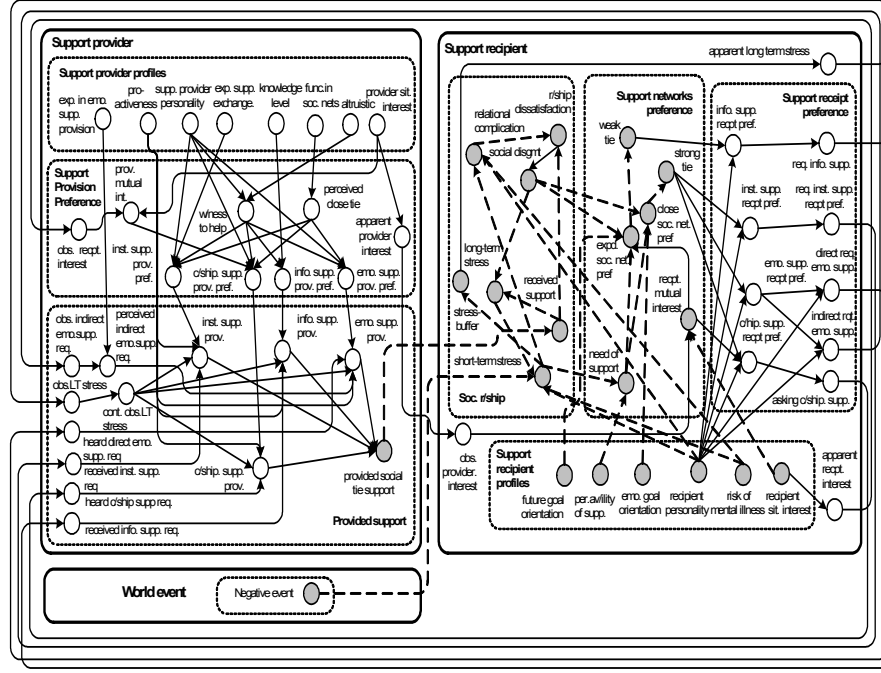 Support provider
Support provider profiles
exp. in emo.
supp.
provision
pro-
activeness
supp. provider
personality
exp. supp.
exchange.
knowledge
level
func.in
soc. nets
altruistic
provider sit.
interest
Support
Provision
Preference
prov.
mutual
int.
w/ness
to help
perceived
close tie
apparent
provider
interest
obs. recpt.
interest
inst. supp.
prov.
pref.
c/ship. supp.
prov. pref.
info. supp.
prov. pref.
emo. supp.
prov. pref.
obs. indirect
emo.supp.
req.
perceived
indirect
emo.supp.
req.
inst. supp.
prov.
info. supp.
prov.
emo. supp.
prov.
obs.LT stress
cont. obs.LT
stress
heard direct emo.
supp. req
received inst. supp.
req
heard c/ship supp req.
received info. supp. req.
c/ship. supp.
prov.
provided social
tie support
Provided support
World event
Negative event
Support recipient
apparent long term stress
r/ship
dissatisfaction
relational
complication
social disgmt
long-term
stress
received
support
stress-
buffer
short-term stress
Soc. r/ship
Support networks
preference
weak
tie
strong
tie
close
soc. net.
pref
expd.
soc. net.
pref
recpt.
mutual
interest
need of
support
Support receipt
preference
info. supp.
recpt pref.
req. info. supp.
inst. supp.
recpt pref.
req. inst. supp.
recpt pref.
emo. supp.
recpt pref.
direct req.
emo. supp.
indirect rqt.
emo. supp.
c/hip. supp.
recpt pref.
asking c/ship. supp.
obs.
provider.
interest
Support
recipient
profiles
future goal
orientation
per.av/lility
of supp.
emo. goal
orientation
recipient
personality
risk of
mental illness
recipient
sit. interest
apparent
recpt.
interest